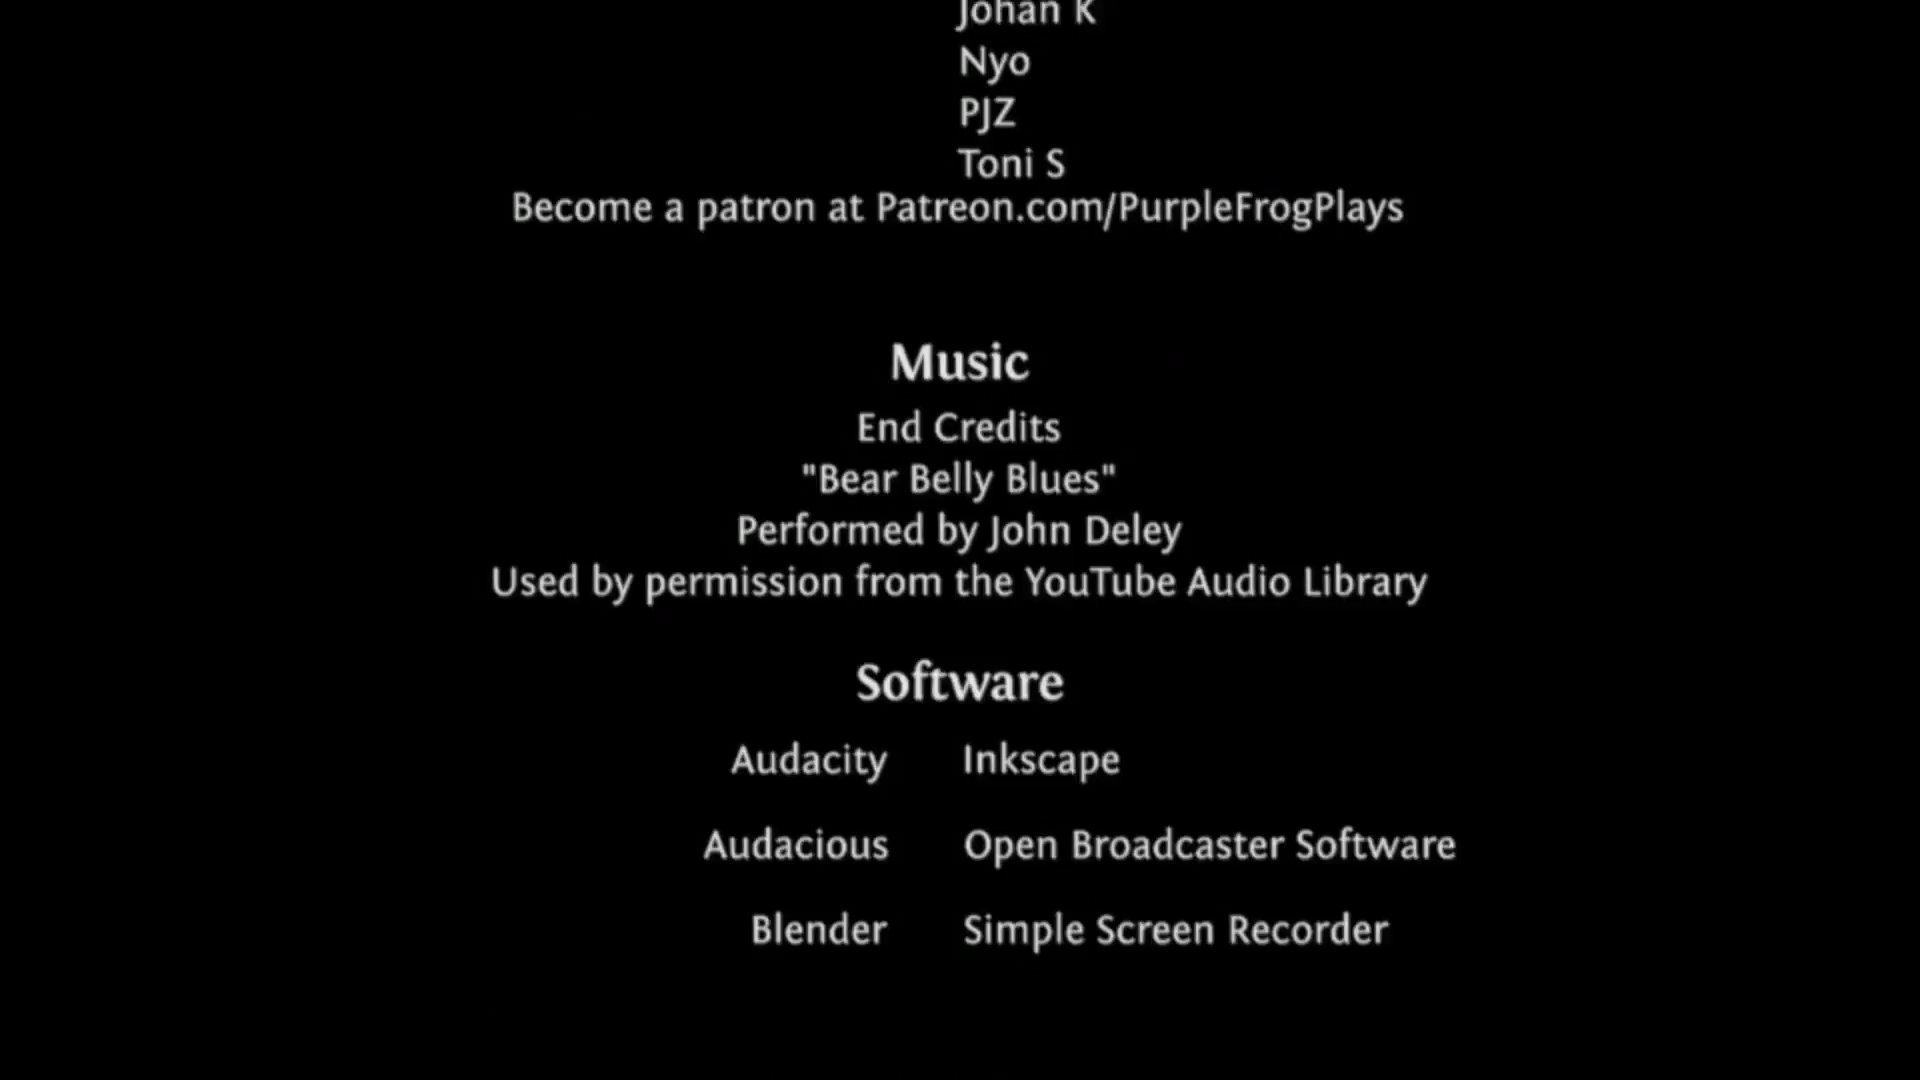 Johan K
Nyo
PJZ
Toni S
Become a patron at Patreon.com/PurpleFrogPlays
Music
End Credits
"Bear Belly Blues"
Performed by John Deley
Used by permission from the YouTube Audio Library
Software
Audacity Inkscape
Audacious Open Broadcaster Software
Blender Simple Screen Recorder